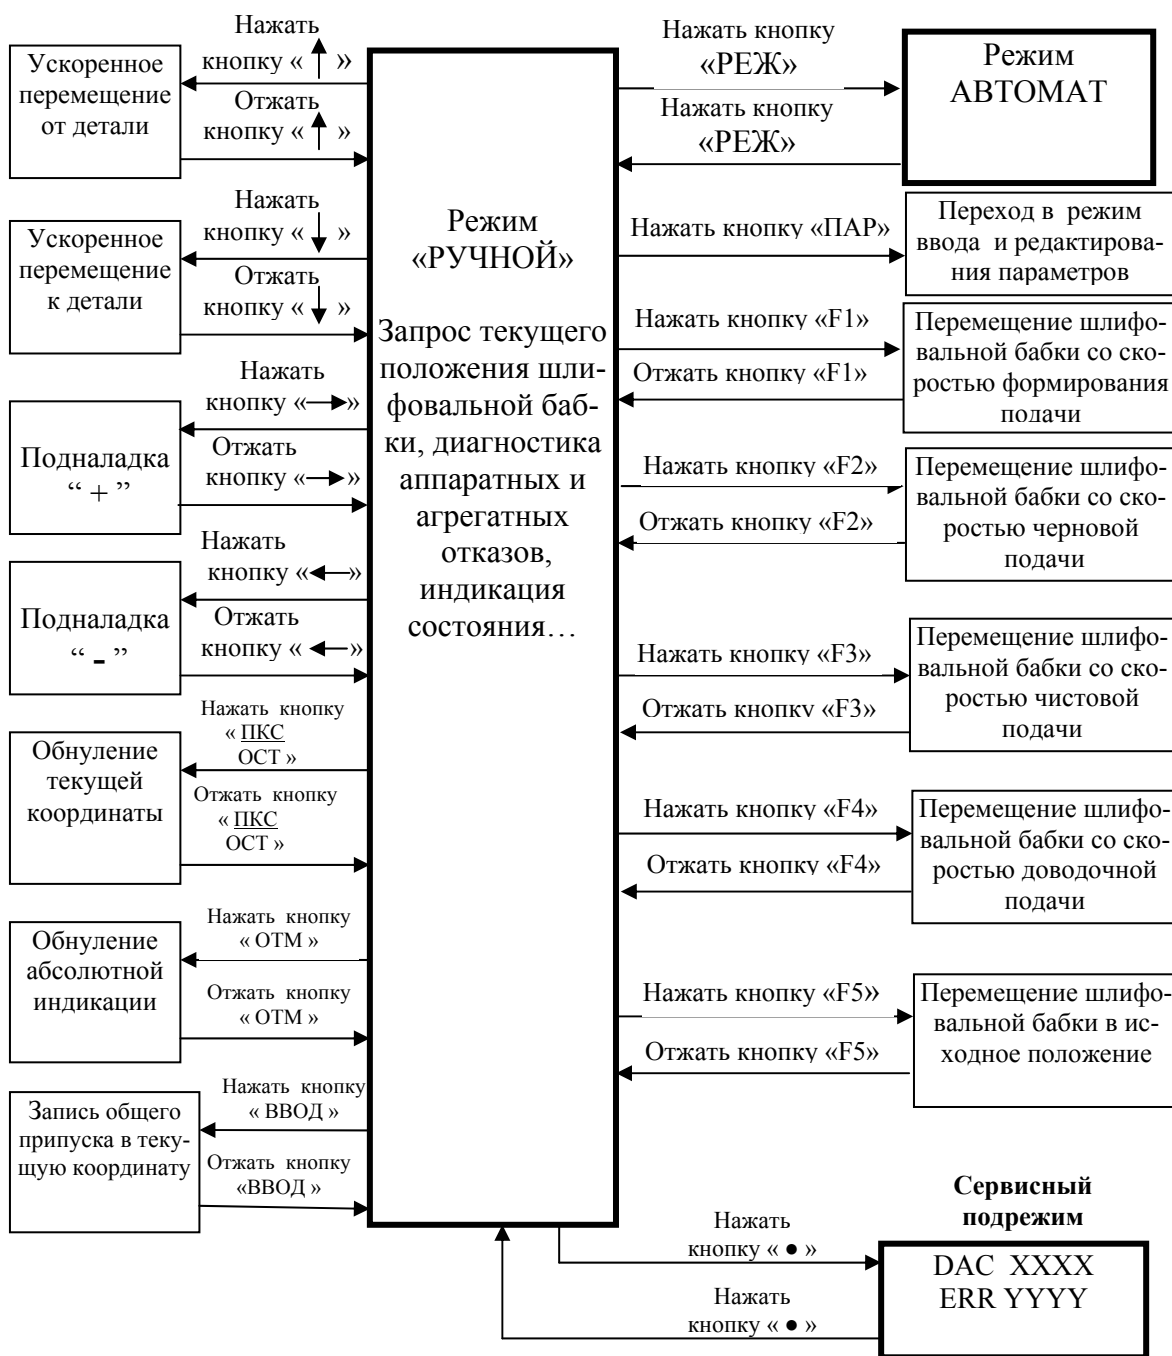 Нажать
кнопку « »
Ускоренное
перемещение
от детали
Отжать
кнопку « »
Нажать
кнопку « »
Ускоренное
перемещение
к детали
Отжать
кнопку « »
Нажать
кнопку « »
Подналадка
“ + ”
Отжать
кнопку « »
Нажать
кнопку « »
Подналадка
“ - ”
Отжать
кнопку « »
Нажать кнопку
« ПКС
ОСТ »
Обнуление
текущей
координаты
Отжать кнопку
« ПКС
ОСТ »
Нажать кнопку
« ОТМ »
Обнуление
абсолютной
индикации
Отжать кнопку
« ОТМ »
Нажать кнопку
« ВВОД »
Запись общего
припуска в теку-
щую координату
Отжать кнопку
«ВВОД »
Режим
«РУЧНОЙ»
Запрос текущего
положения шли-
фовальной баб-
ки, диагностика
аппаратных и
агрегатных
отказов,
индикация
состояния…
Нажать кнопку
«РЕЖ»
Нажать кнопку
«РЕЖ»
Режим
АВТОМАТ
Нажать кнопку «ПАР»
Переход в режим
ввода и редактирова-
ния параметров
Нажать кнопку «F1»
Отжать кнопку «F1»
Перемещение шлифо-
вальной бабки со ско-
ростью формирования
подачи
Нажать кнопку «F2»
Отжать кнопку «F2»
Перемещение шлифо-
вальной бабки со ско-
ростью черновой
подачи
Нажать кнопку «F3»
Отжать кнопку «F3»
Перемещение шлифо-
вальной бабки со ско-
ростью чистовой
подачи
Нажать кнопку «F4»
Отжать кнопку «F4»
Перемещение шлифо-
вальной бабки со ско-
ростью доводочной
подачи
Нажать кнопку «F5»
Отжать кнопку «F5»
Перемещение шлифо-
вальной бабки в ис-
ходное положение
Нажать
кнопку « ● »
Нажать
кнопку « ● »
Сервисный
подрежим
DAC XXXX
ERR YYYY